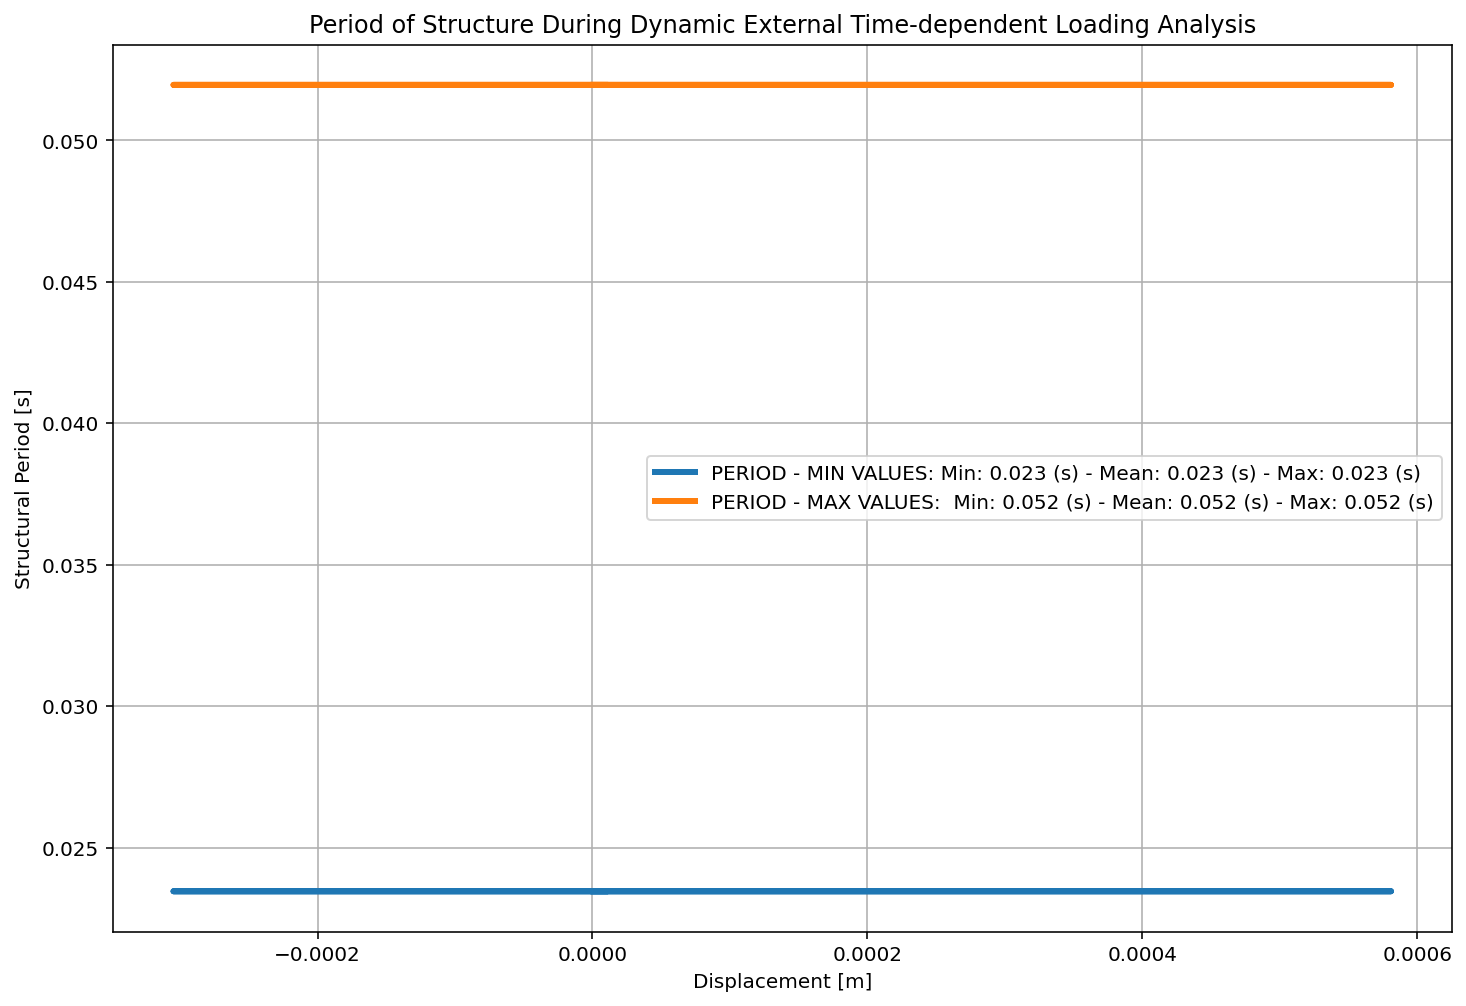 Period of Structure During Dynamic External Time-dependent Loading Analysis
0.050
0.045
0.040
0.035
0.030
0.025
Structural Period [s]
PERIOD - MIN VALUES: Min: 0.023 (s) - Mean: 0.023 (s) - Max: 0.023 (s)
PERIOD - MAX VALUES:  Min: 0.052 (s) - Mean: 0.052 (s) - Max: 0.052 (s)
−0.0002 0.0000 0.0002 0.0004 0.0006
Displacement [m]